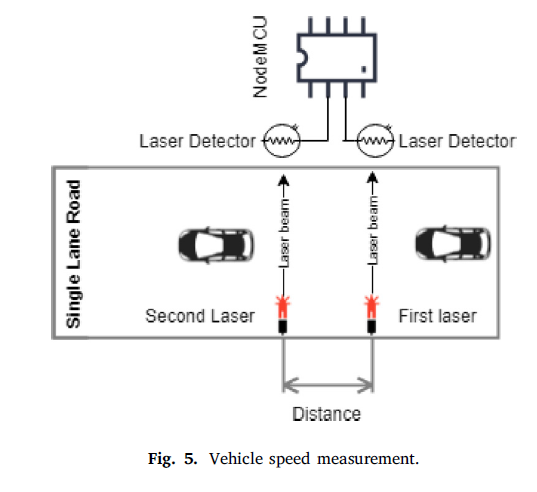 NodeMCU
Laser Detector
Laser Detector
Single Lane Road
Laser beam
Laser beam
Second Laser
First laser
Distance
Fig. 5. Vehicle speed measurement.